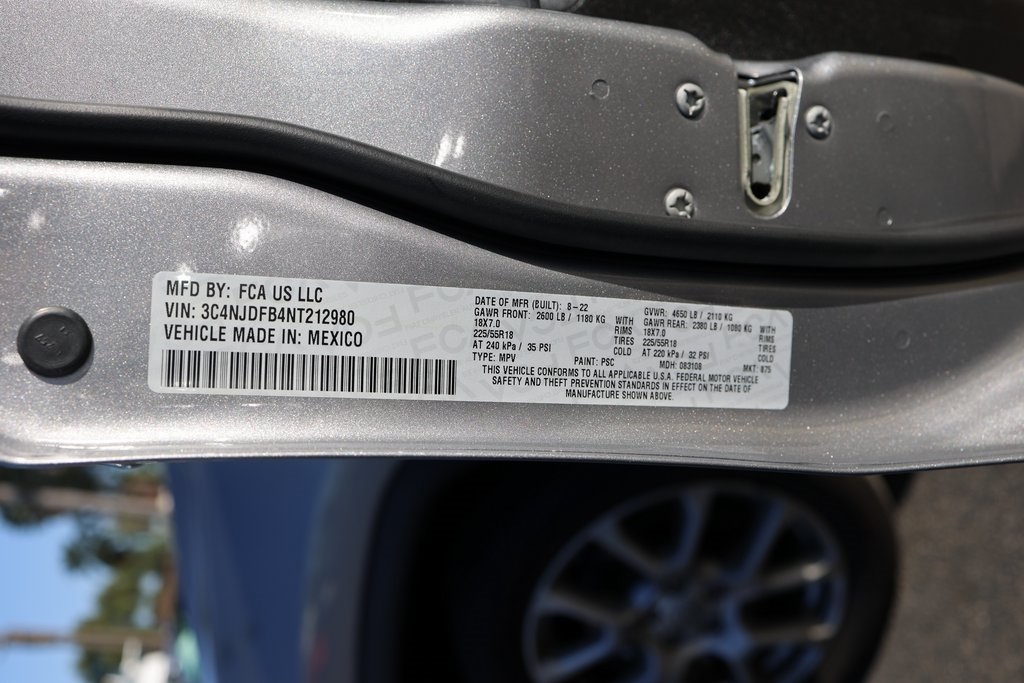 MFD BY: FCA US LLC
VIN: 3C4NJDFB4NT212980
VEHICLE MADE IN: MEXICO
DATE OF MFR (BUILT): 8-22
GAWR FRONT: 2600 LB / 1180 KG WITH
18X7.0 RIMS
225/55R18 TIRES
AT 240 kPa / 35 PSI COLD
TYPE: MPV PAINT: PSC
GVWR: 4650 LB / 2110 KG
GAWR REAR: 2380 LB / 1080 KG WITH
18X7.0 RIMS
225/55R18 TIRES
AT 220 kPa / 32 PSI COLD
MDH: 083108 MKT: 875
THIS VEHICLE CONFORMS TO ALL APPLICABLE U.S.A. FEDERAL MOTOR VEHICLE
SAFETY AND THEFT PREVENTION STANDARDS IN EFFECT ON THE DATE OF
MANUFACTURE SHOWN ABOVE.